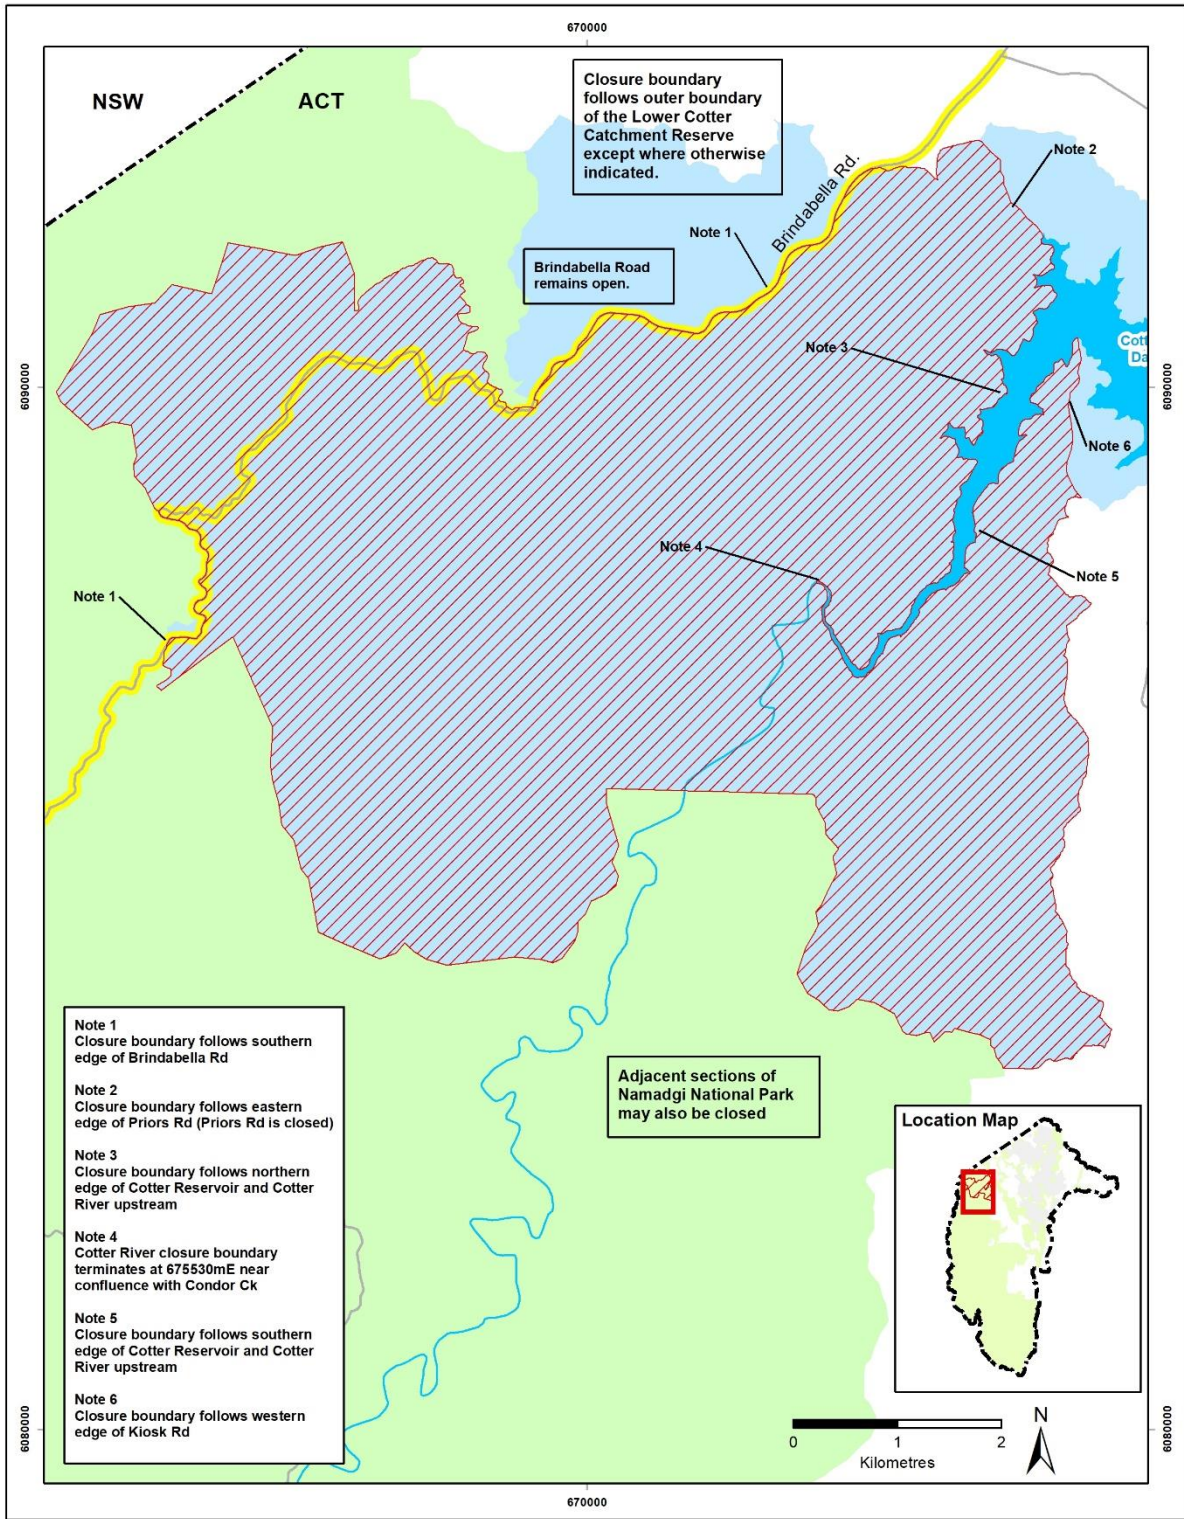 670000
NSW
ACT
Closure boundary
follows outer boundary
of the Lower Cotter
Catchment Reserve
except where otherwise
indicated.
Note 2
Brindabella Rd.
Note 1
Brindabella Road
remains open.
Note 3
Cott
Da
6090000
6090000
Note 6
Note 4
Note 5
Note 1
Note 1
Closure boundary follows southern
edge of Brindabella Rd
Note 2
Closure boundary follows eastern
edge of Priors Rd (Priors Rd is closed)
Note 3
Closure boundary follows northern
edge of Cotter Reservoir and Cotter
River upstream
Note 4
Cotter River closure boundary
terminates at 675530mE near
confluence with Condor Ck
Note 5
Closure boundary follows southern
edge of Cotter Reservoir and Cotter
River upstream
Note 6
Closure boundary follows western
edge of Kiosk Rd
Adjacent sections of
Namadgi National Park
may also be closed
Location Map
6080000
6080000
0 1 2
Kilometres
N
670000